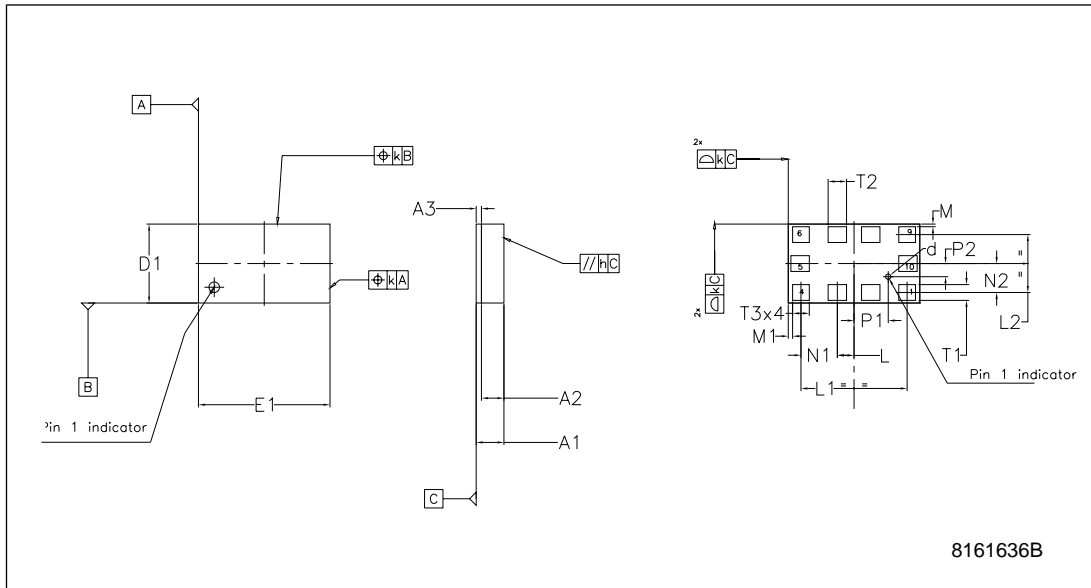 A
⌖ k B
D1
⌖ k A
B
E1
in 1 indicator
A3
// h C
A2
A1
C
2x
⌓ k C
T2
M
6
9
d
P2
5
10
"
"
N2
2x
⌓ k C
4
1
L2
T3x4
P1
M1
N1
L
T1
L1
= =
Pin 1 indicator
8161636B